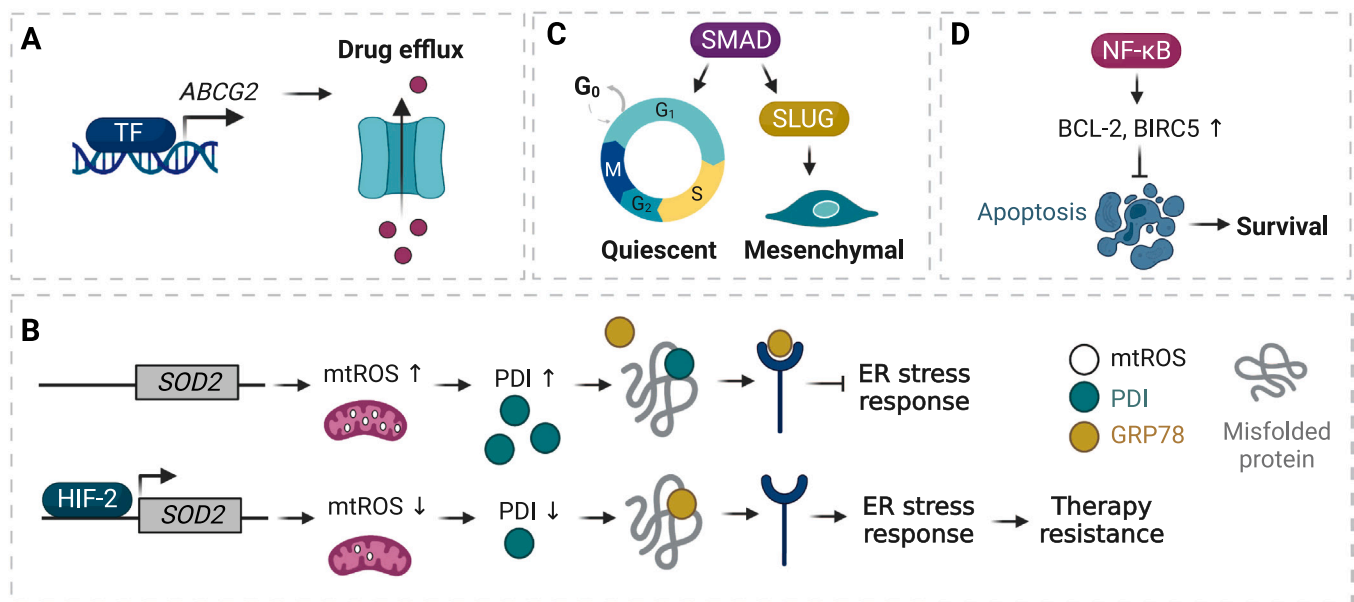 A
Drug efflux
ABCG2
TF
C
SMAD
G₀
G₁
SLUG
M
S
G₂
Quiescent
Mesenchymal
D
NF-κB
BCL-2, BIRC5 ↑
Apoptosis
Survival
B
SOD2
mtROS ↑
PDI ↑
ER stress
response
HIF-2
SOD2
mtROS ↓
PDI ↓
ER stress
response
Therapy
resistance
mtROS
PDI
GRP78
Misfolded
protein